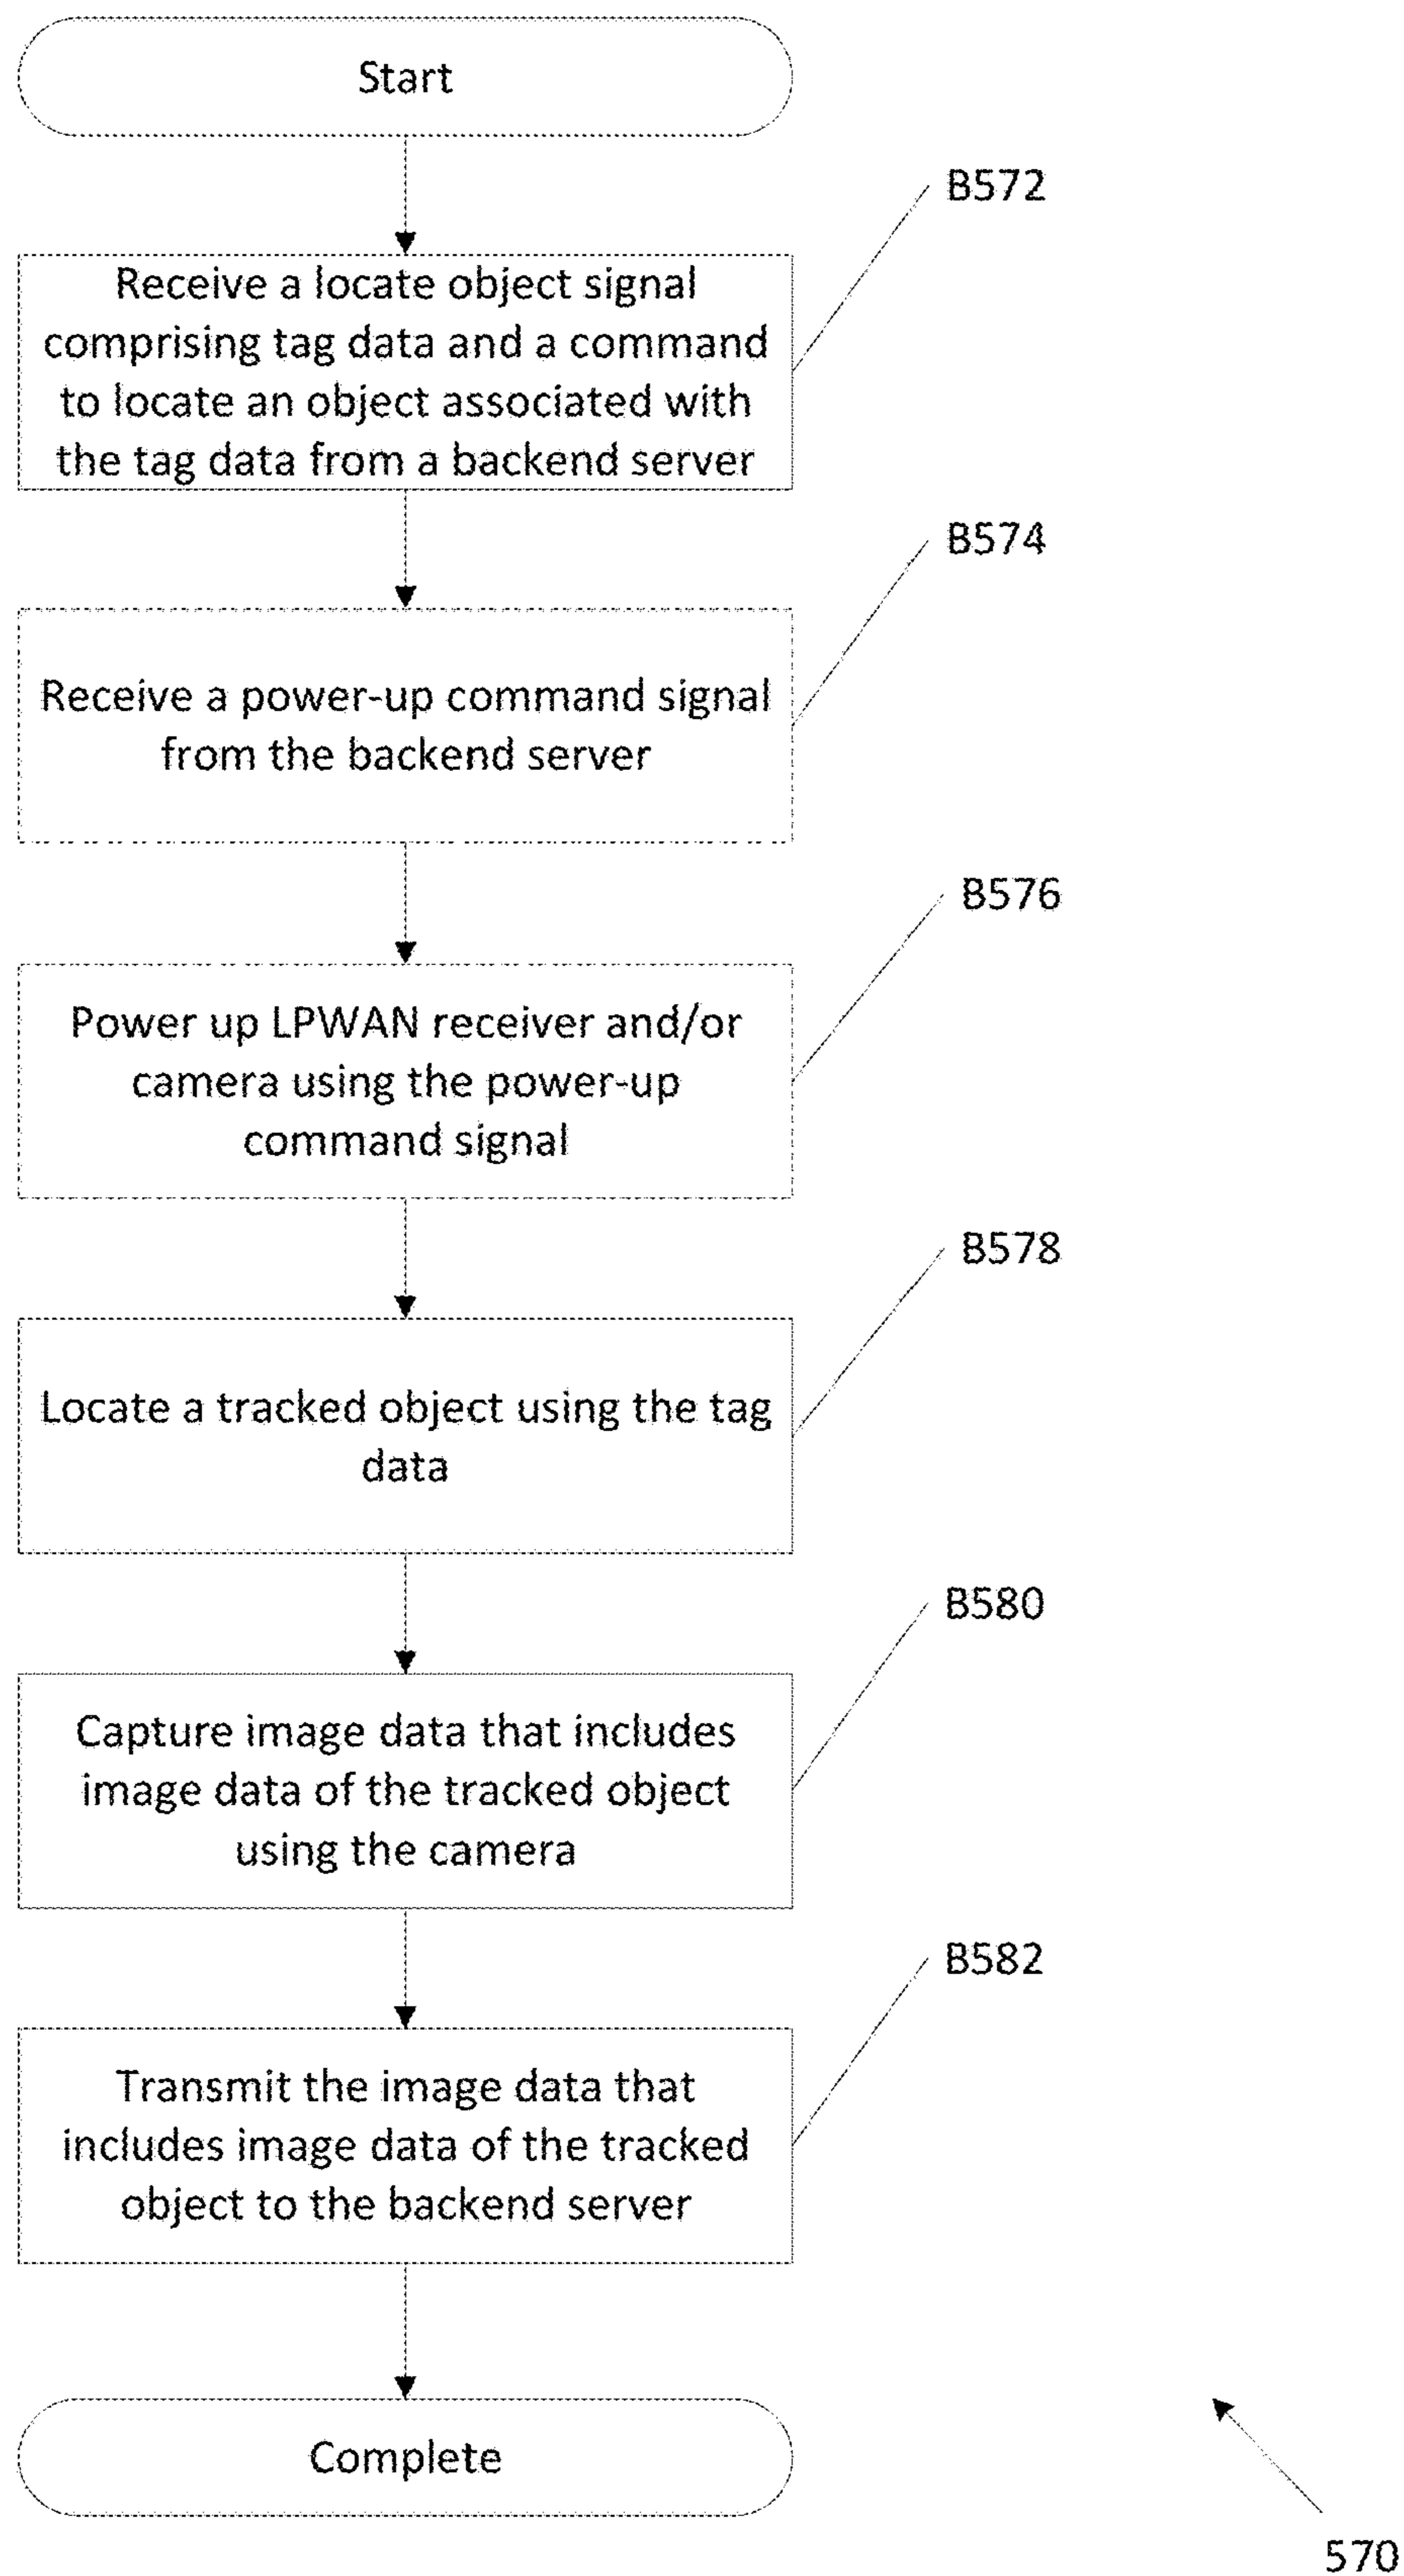 Start
B572
Receive a locate object signal
comprising tag data and a command
to locate an object associated with
the tag data from a backend server
B574
Receive a power-up command signal
from the backend server
B576
Power up LPWAN receiver and/or
camera using the power-up
command signal
B578
Locate a tracked object using the tag
data
B580
Capture image data that includes
image data of the tracked object
using the camera
B582
Transmit the image data that
includes image data of the tracked
object to the backend server
Complete
570